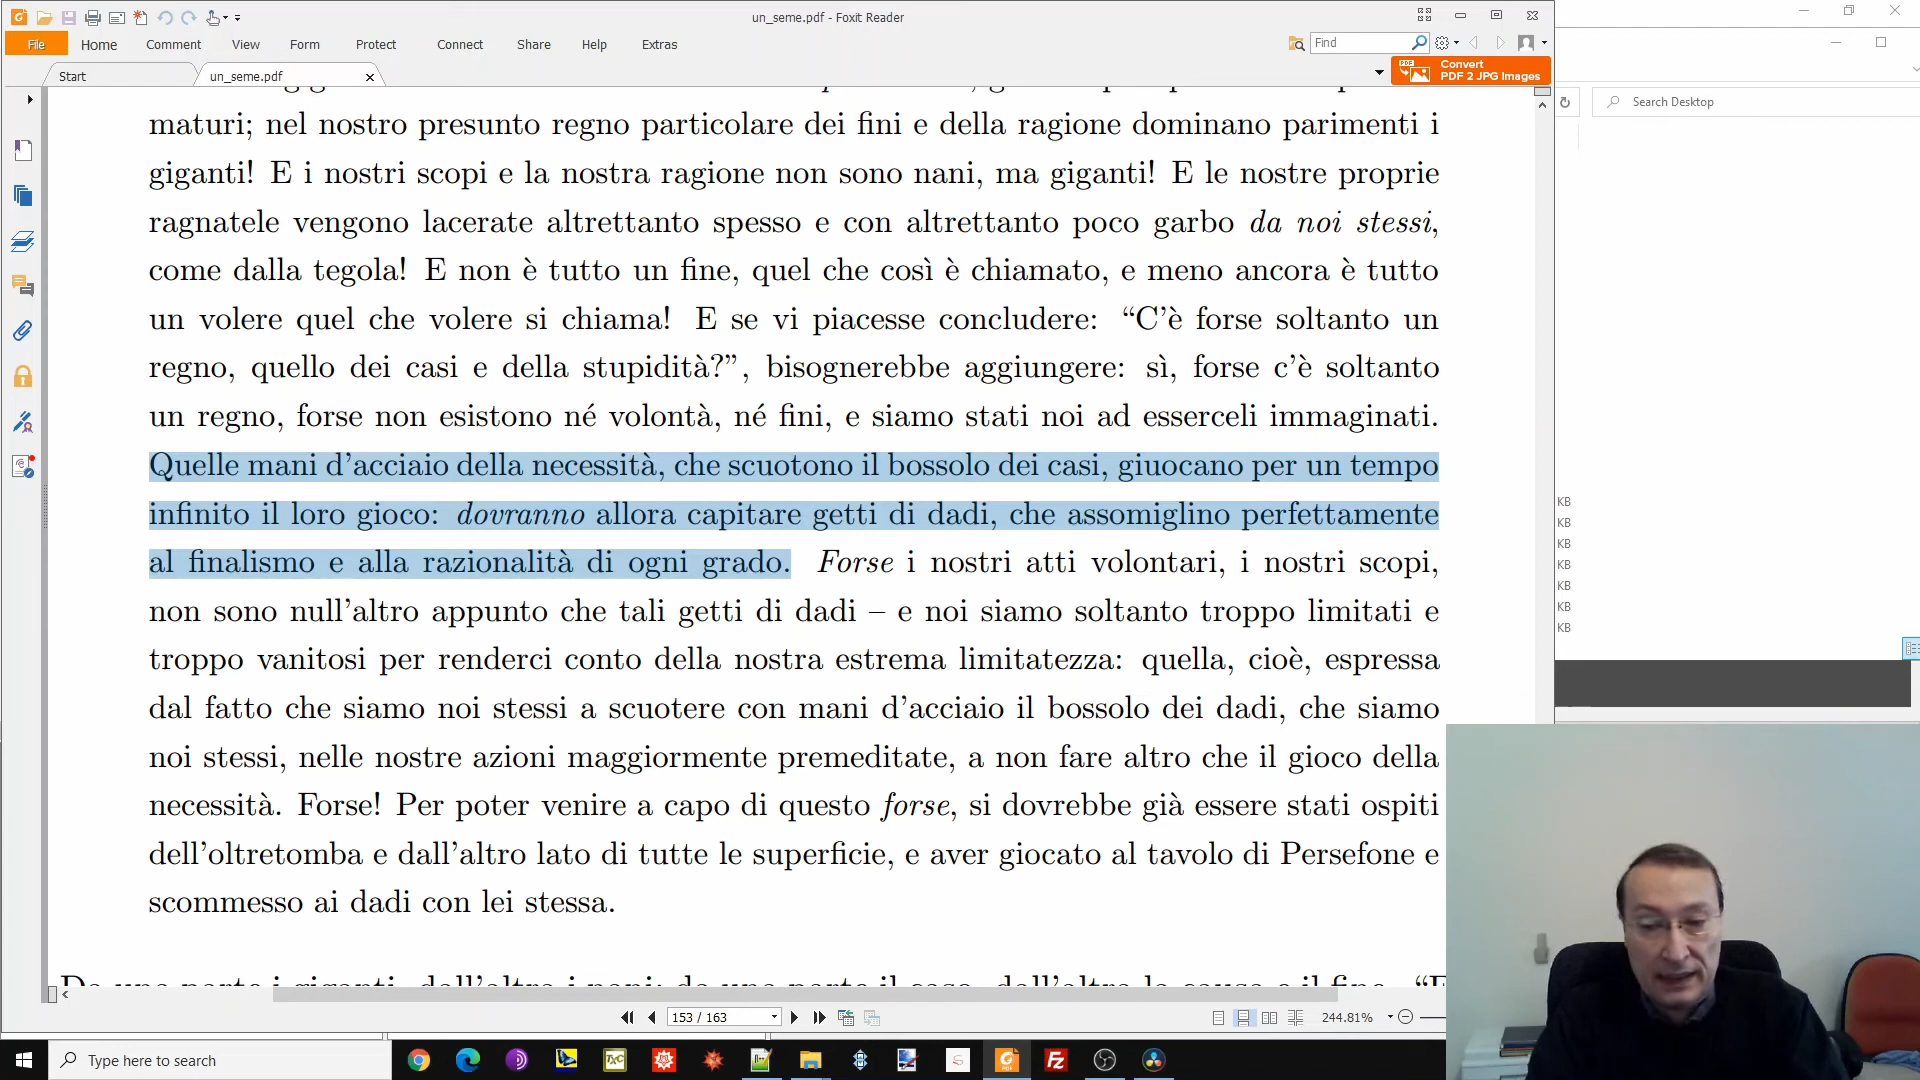 un_seme.pdf - Foxit Reader
File Home Comment View Form Protect Connect Share Help Extras
Find
Start un_seme.pdf
Convert
PDF 2 JPG Images
Search Desktop
maturi; nel nostro presunto regno particolare dei fini e della ragione dominano parimenti i
giganti! E i nostri scopi e la nostra ragione non sono nani, ma giganti! E le nostre proprie
ragnatele vengono lacerate altrettanto spesso e con altrettanto poco garbo da noi stessi,
come dalla tegola! E non è tutto un fine, quel che così è chiamato, e meno ancora è tutto
un volere quel che volere si chiama! E se vi piacesse concludere: “C’è forse soltanto un
regno, quello dei casi e della stupidità?”, bisognerebbe aggiungere: sì, forse c’è soltanto
un regno, forse non esistono né volontà, né fini, e siamo stati noi ad esserceli immaginati.
Quelle mani d’acciaio della necessità, che scuotono il bossolo dei casi, giuocano per un tempo
infinito il loro gioco: dovranno allora capitare getti di dadi, che assomiglino perfettamente
al finalismo e alla razionalità di ogni grado. Forse i nostri atti volontari, i nostri scopi,
non sono null’altro appunto che tali getti di dadi – e noi siamo soltanto troppo limitati e
troppo vanitosi per renderci conto della nostra estrema limitatezza: quella, cioè, espressa
dal fatto che siamo noi stessi a scuotere con mani d’acciaio il bossolo dei dadi, che siamo
noi stessi, nelle nostre azioni maggiormente premeditate, a non fare altro che il gioco della
necessità. Forse! Per poter venire a capo di questo forse, si dovrebbe già essere stati ospiti
dell’oltretomba e dall’altro lato di tutte le superficie, e aver giocato al tavolo di Persefone e
scommesso ai dadi con lei stessa.
KB
KB
KB
KB
KB
KB
KB
153 / 163
244.81%
Type here to search